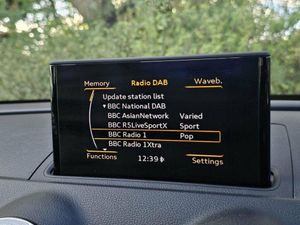 Memory Radio DAB Waveb.
Update station list
▾ BBC National DAB
BBC AsianNetwork Varied
BBC R5LiveSportX Sport
BBC Radio 1 Pop
BBC Radio 1Xtra
Functions 12:39 Settings